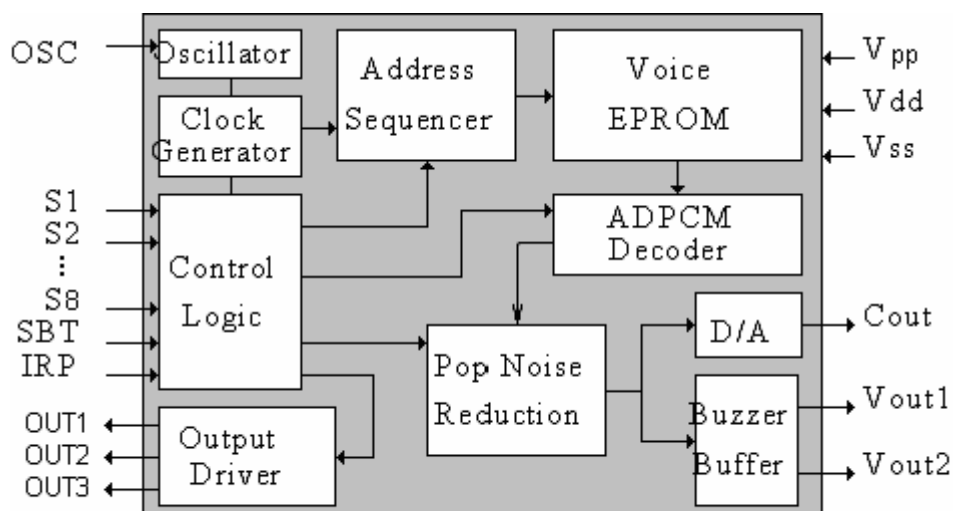 OSC
Oscillator
Clock
Generator
Address
Sequencer
Voice
EPROM
Vpp
Vdd
Vss
S1
S2
⋮
S8
SBT
IRP
Control
Logic
ADPCM
Decoder
Pop Noise
Reduction
D/A
Cout
Buzzer
Buffer
Vout1
Vout2
OUT1
OUT2
OUT3
Output
Driver